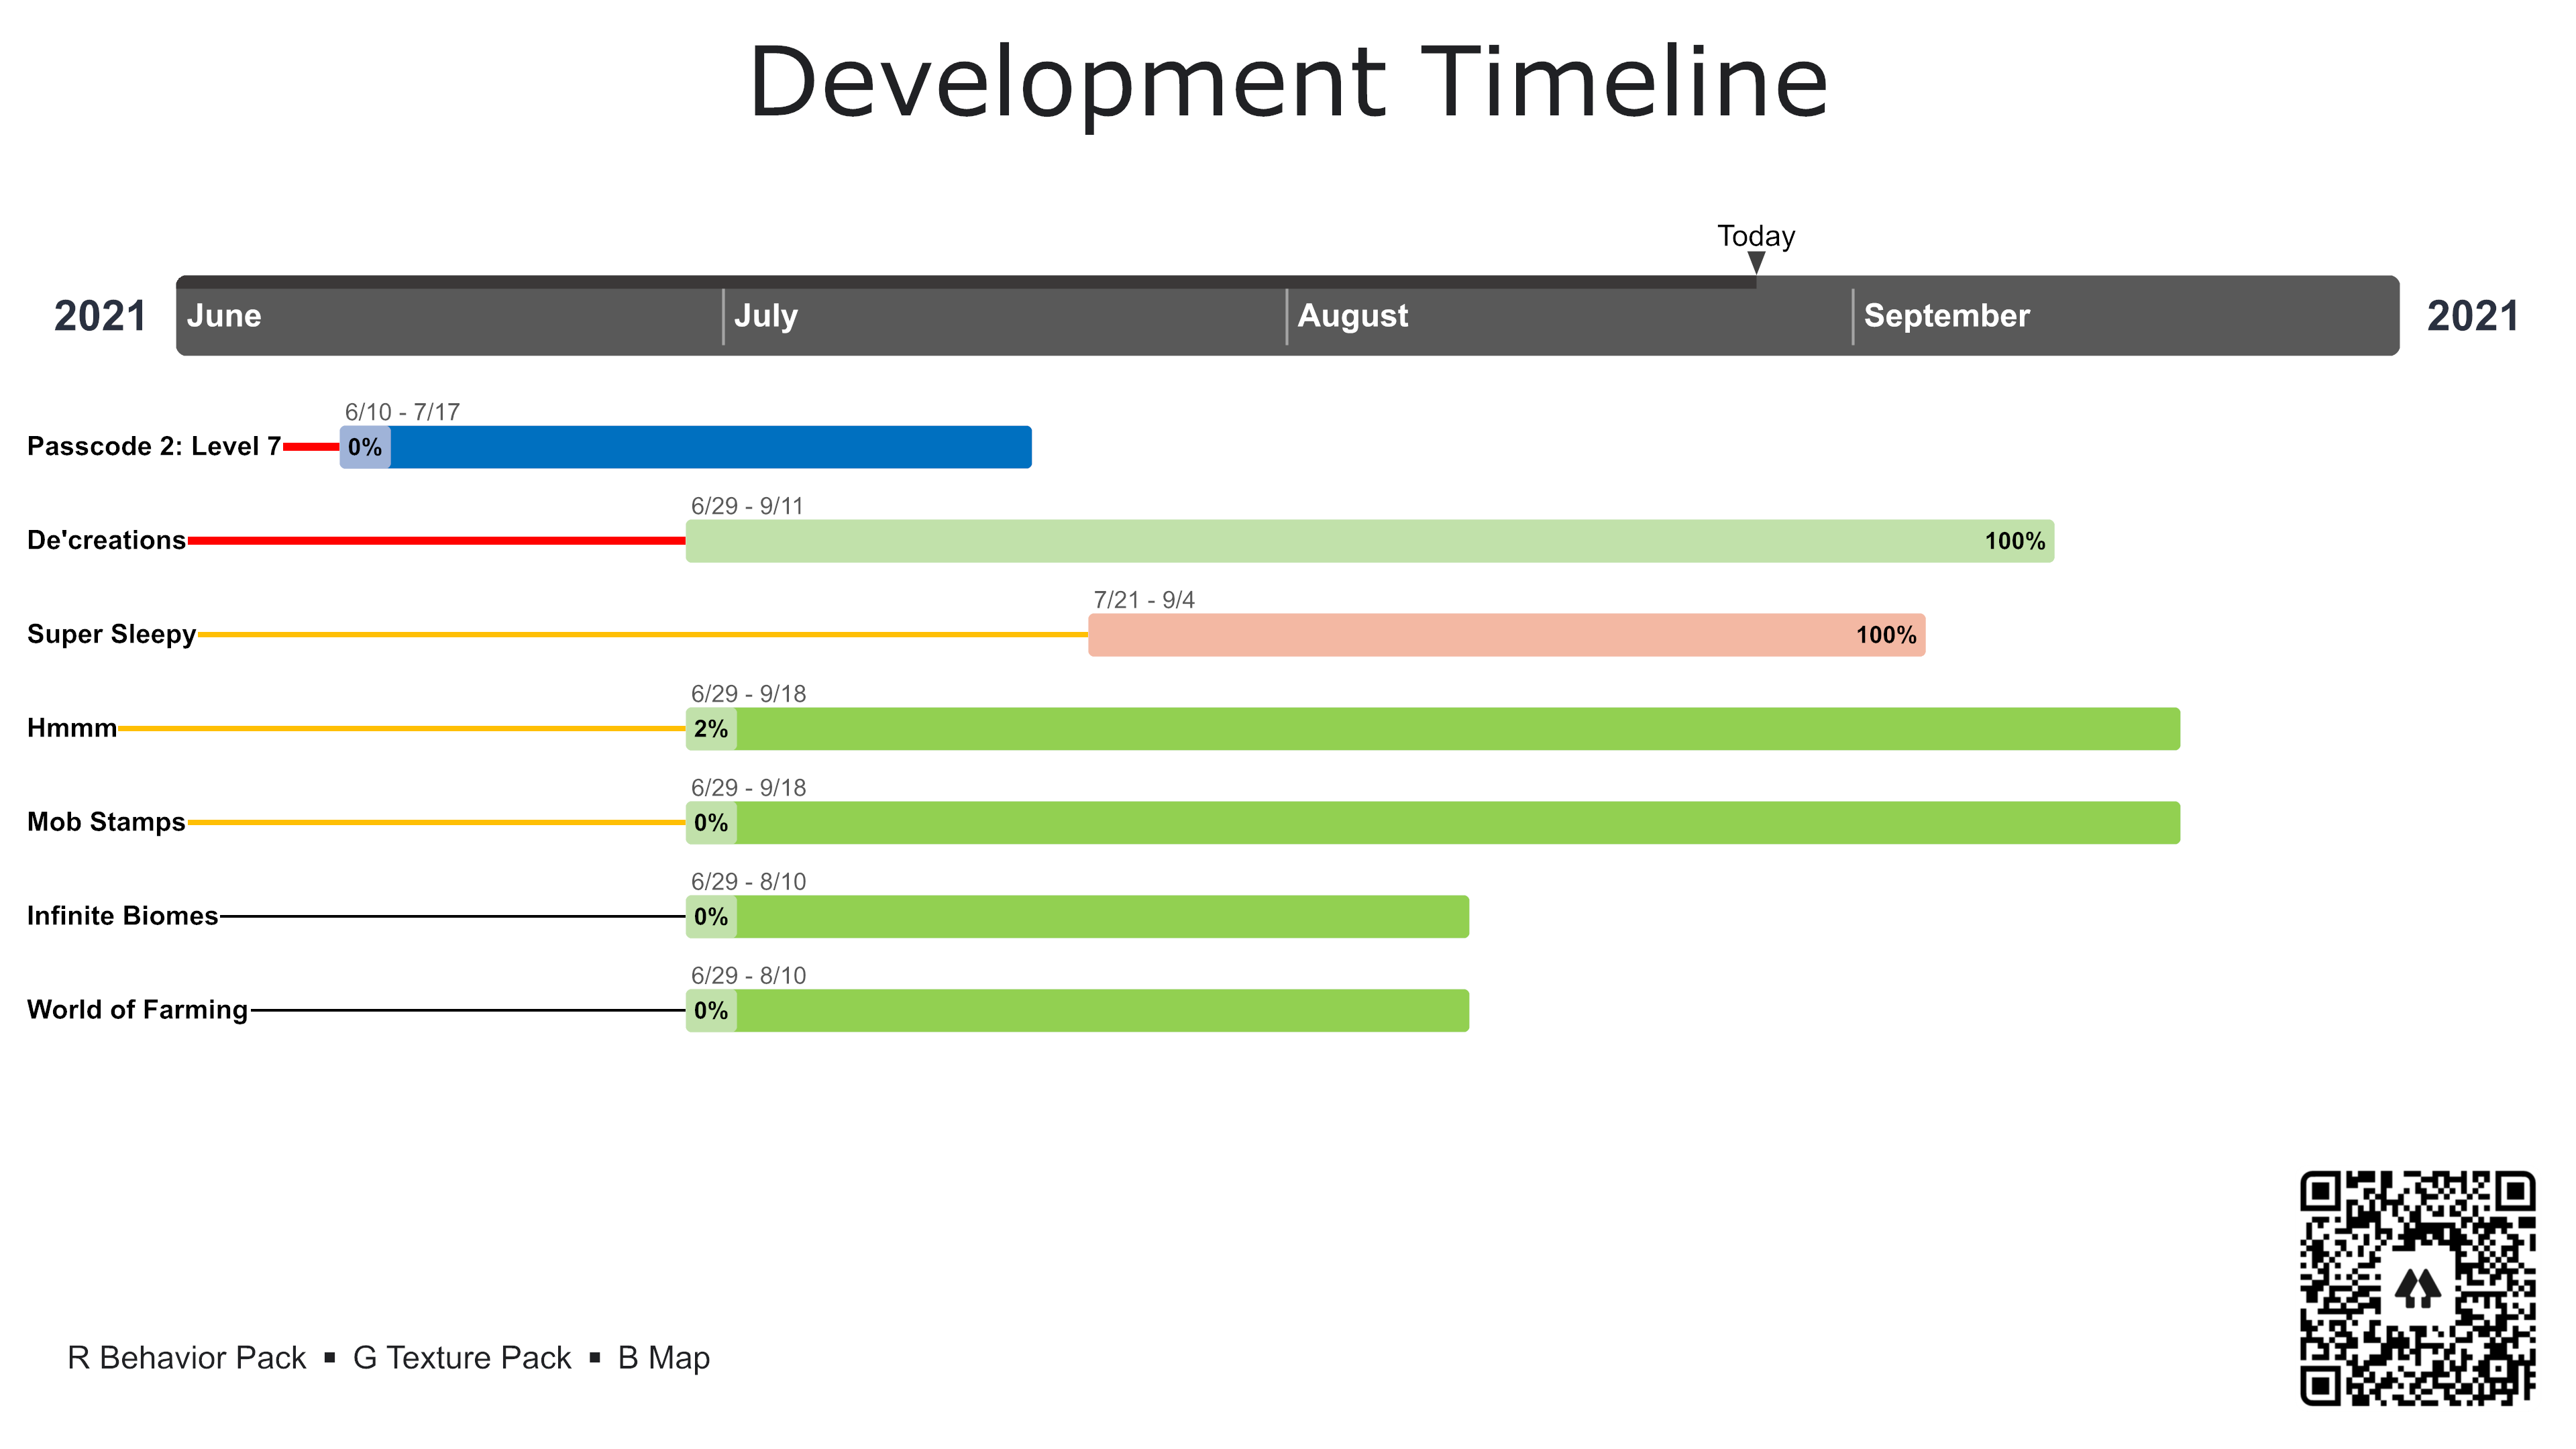 Development Timeline
Today
2021 June July August September 2021
6/10 - 7/17
Passcode 2: Level 7 0%
6/29 - 9/11
De'creations 100%
7/21 - 9/4
Super Sleepy 100%
6/29 - 9/18
Hmmm 2%
6/29 - 9/18
Mob Stamps 0%
6/29 - 8/10
Infinite Biomes 0%
6/29 - 8/10
World of Farming 0%
R Behavior Pack ▪ G Texture Pack ▪ B Map